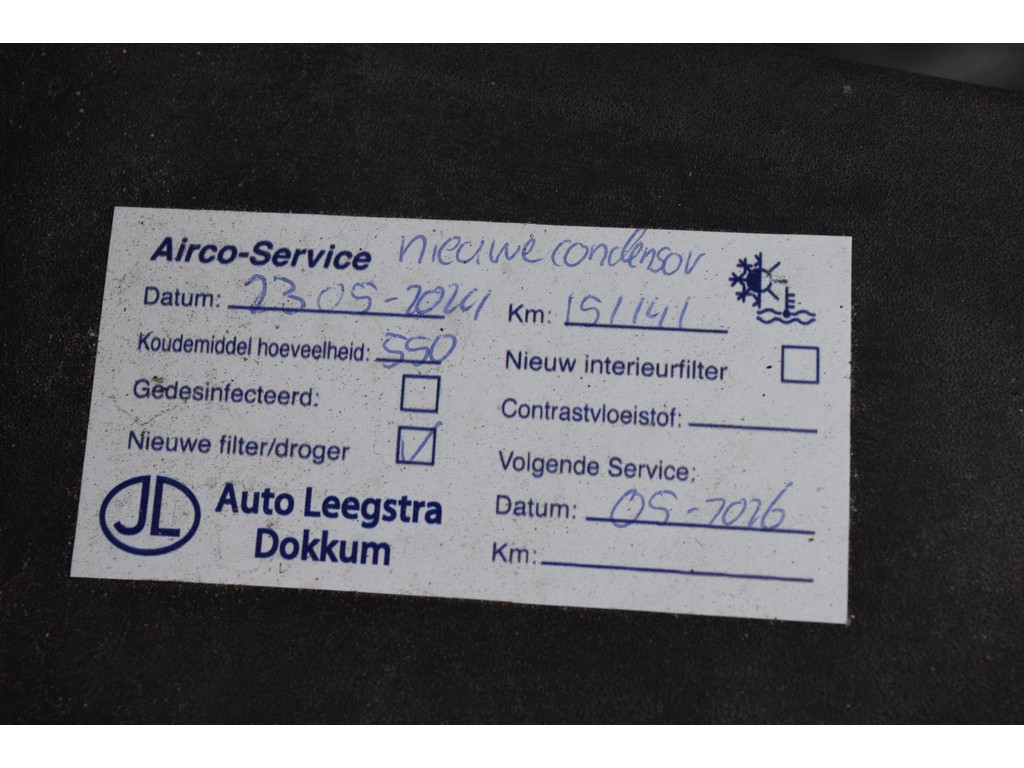 Airco-Service nieuwe condensor
Datum: 23 05-2024 Km: 151141
Koudemiddel hoeveelheid: 550 Nieuw interieurfilter
Gedesinfecteerd: Contrastvloeistof:
Nieuwe filter/droger Volgende Service:
JL Auto Leegstra Datum: 05-2026
Dokkum Km: